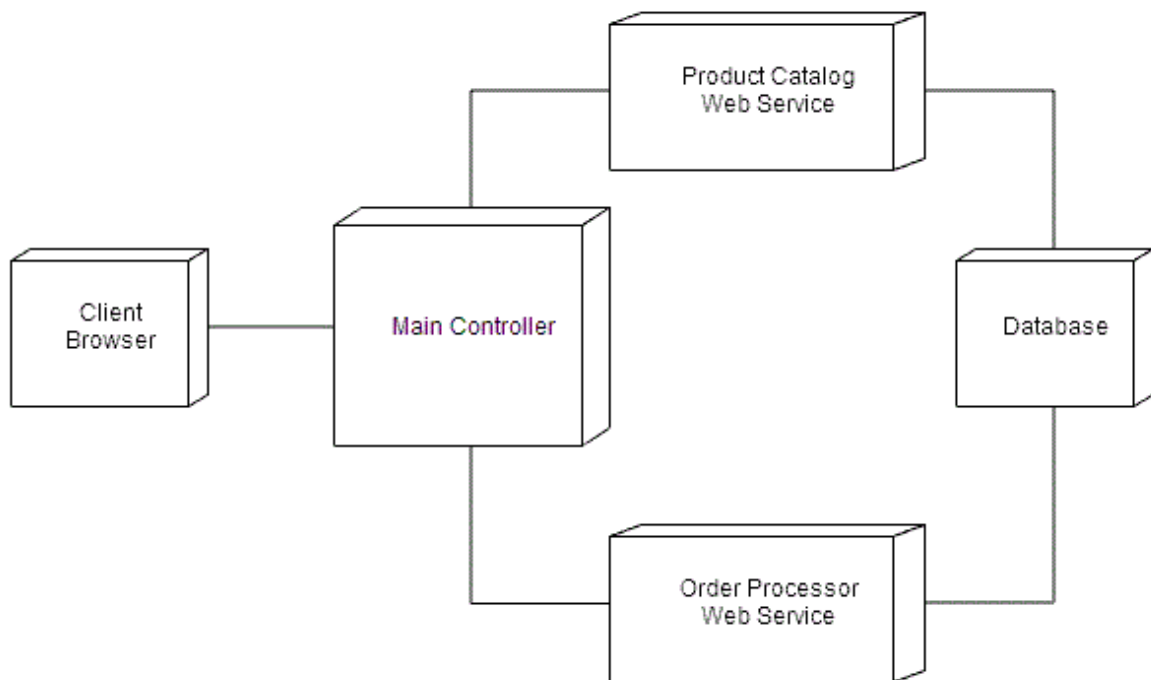 Product Catalog
Web Service
Client
Browser
Main Controller
Database
Order Processor
Web Service